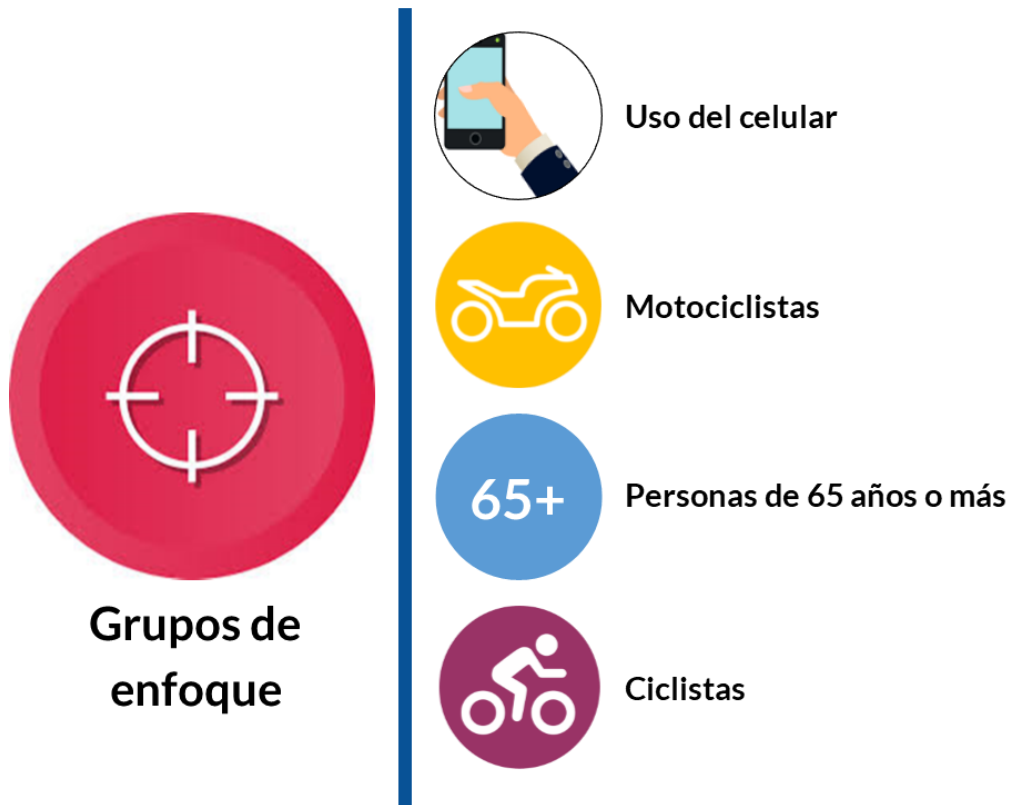 Grupos de
enfoque
Uso del celular
Motociclistas
65+
Personas de 65 años o más
Ciclistas